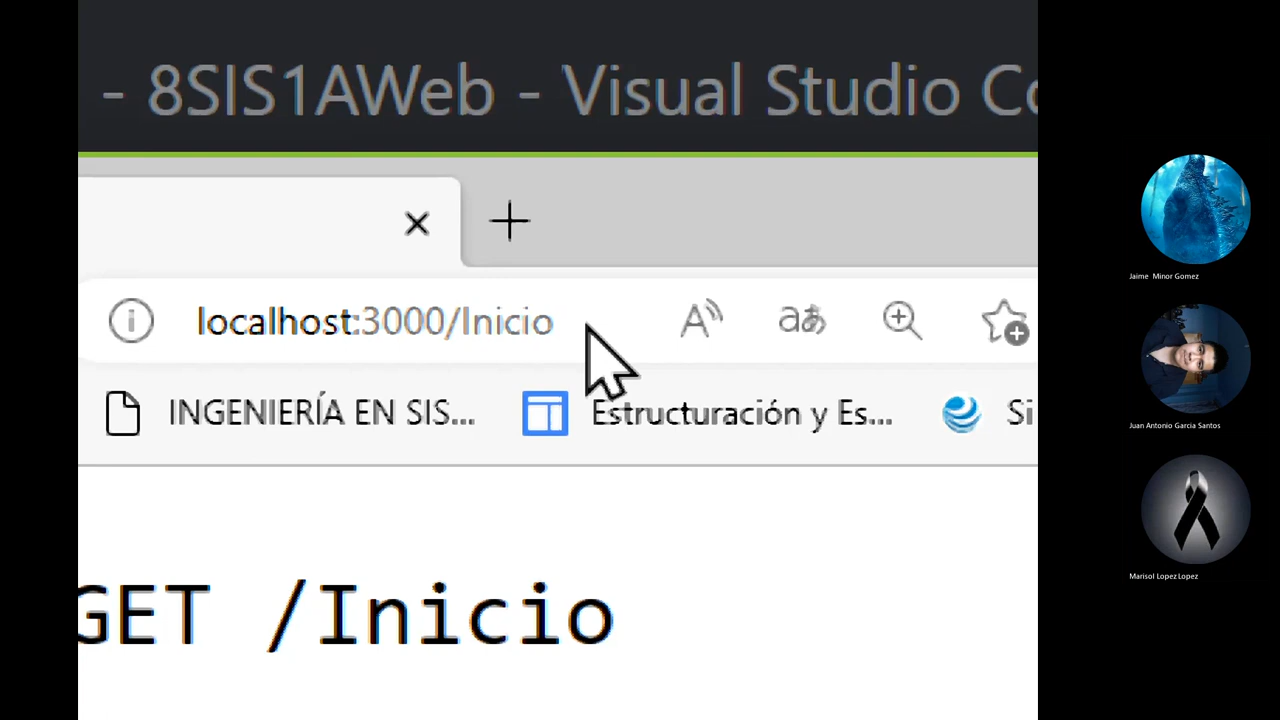 - 8SIS1AWeb - Visual Studio Co
localhost:3000/Inicio
INGENIERÍA EN SIS...
Estructuración y Es...
Si
GET /Inicio
Jaime Minor Gomez
Juan Antonio Garcia Santos
Marisol Lopez Lopez